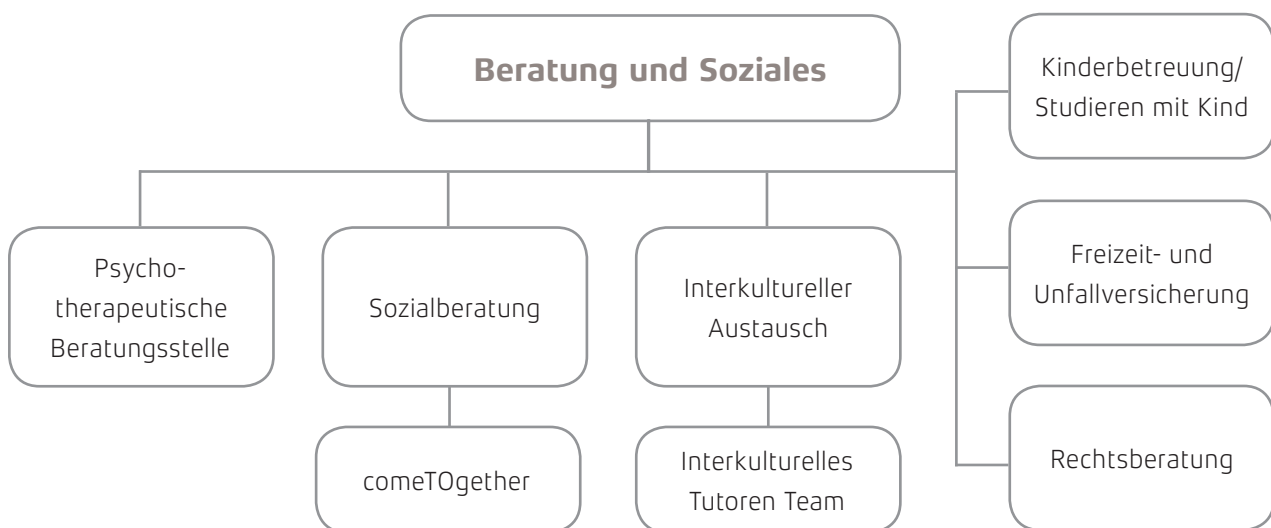 Beratung und Soziales
Kinderbetreuung/
Studieren mit Kind
Psycho-
therapeutische
Beratungsstelle
Sozialberatung
Interkultureller
Austausch
Freizeit- und
Unfallversicherung
comeTOgether
Interkulturelles
Tutoren Team
Rechtsberatung